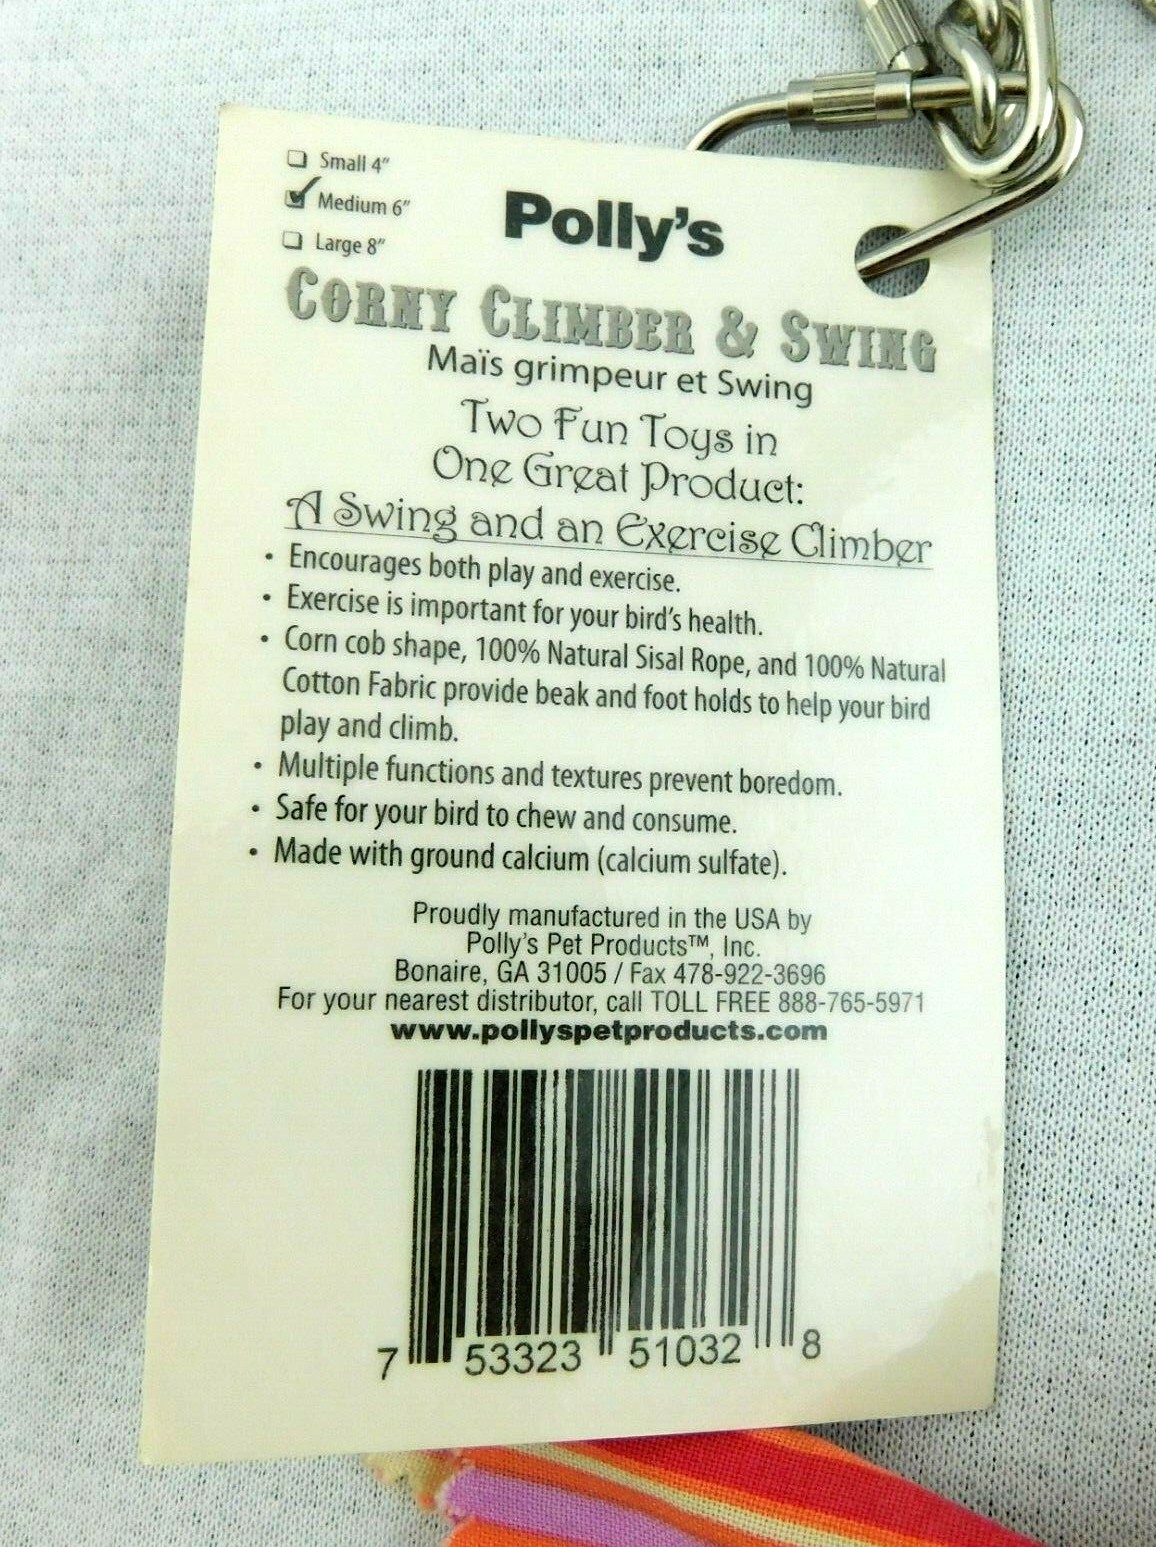 Small 4”
Medium 6”
Large 8”
Polly’s
CORNY CLIMBER & SWING
Maïs grimpeur et Swing
Two Fun Toys in
One Great Product:
A Swing and an Exercise Climber
• Encourages both play and exercise.
• Exercise is important for your bird’s health.
• Corn cob shape, 100% Natural Sisal Rope, and 100% Natural
Cotton Fabric provide beak and foot holds to help your bird
play and climb.
• Multiple functions and textures prevent boredom.
• Safe for your bird to chew and consume.
• Made with ground calcium (calcium sulfate).
Proudly manufactured in the USA by
Polly’s Pet Products™, Inc.
Bonaire, GA 31005 / Fax 478-922-3696
For your nearest distributor, call TOLL FREE 888-765-5971
www.pollyspetproducts.com
7 53323 51032 8